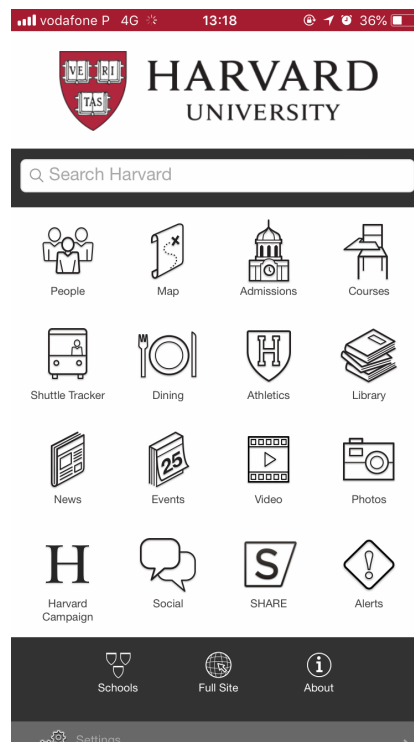 vodafone P 4G 13:18 36%
VE RI
TAS
HARVARD
UNIVERSITY
Search Harvard
People Map Admissions Courses
Shuttle Tracker Dining Athletics Library
H
News Events Video Photos
25
H
Harvard
Campaign
Social SHARE Alerts
S
Schools Full Site About
Settings